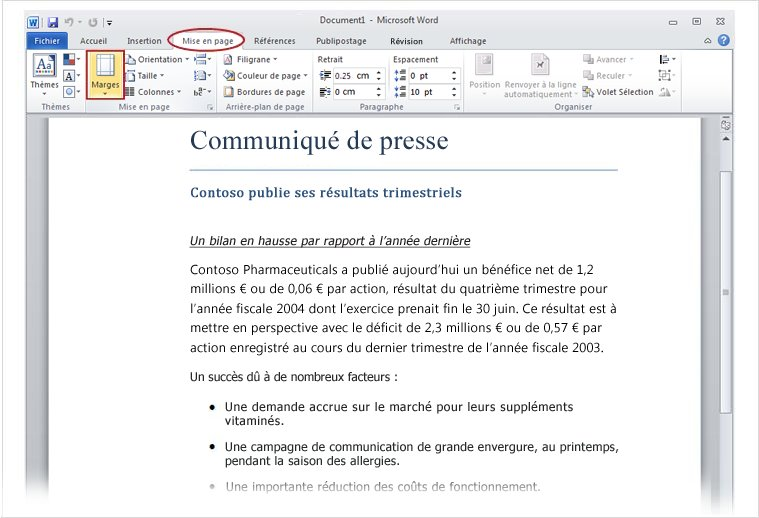 Document1 - Microsoft Word
Fichier Accueil Insertion Mise en page Références Publipostage Révision Affichage
Thèmes
Marges
Orientation
Taille
Colonnes
Filigrane
Couleur de page
Bordures de page
Retrait
0.25 cm
0 cm
Espacement
0 pt
10 pt
Position
Renvoyer à la ligne
automatiquement
Avancer
Reculer
Volet Sélection
Thèmes Mise en page Arrière-plan de page Paragraphe Organiser
Communiqué de presse
Contoso publie ses résultats trimestriels
Un bilan en hausse par rapport à l’année dernière
Contoso Pharmaceuticals a publié aujourd’hui un bénéfice net de 1,2
millions € ou de 0,06 € par action, résultat du quatrième trimestre pour
l’année fiscale 2004 dont l’exercice prenait fin le 30 juin. Ce résultat est à
mettre en perspective avec le déficit de 2,3 millions € ou de 0,57 € par
action enregistré au cours du dernier trimestre de l’année fiscale 2003.
Un succès dû à de nombreux facteurs :
• Une demande accrue sur le marché pour leurs suppléments
vitaminés.
• Une campagne de communication de grande envergure, au printemps,
pendant la saison des allergies.
• Une importante réduction des coûts de fonctionnement.